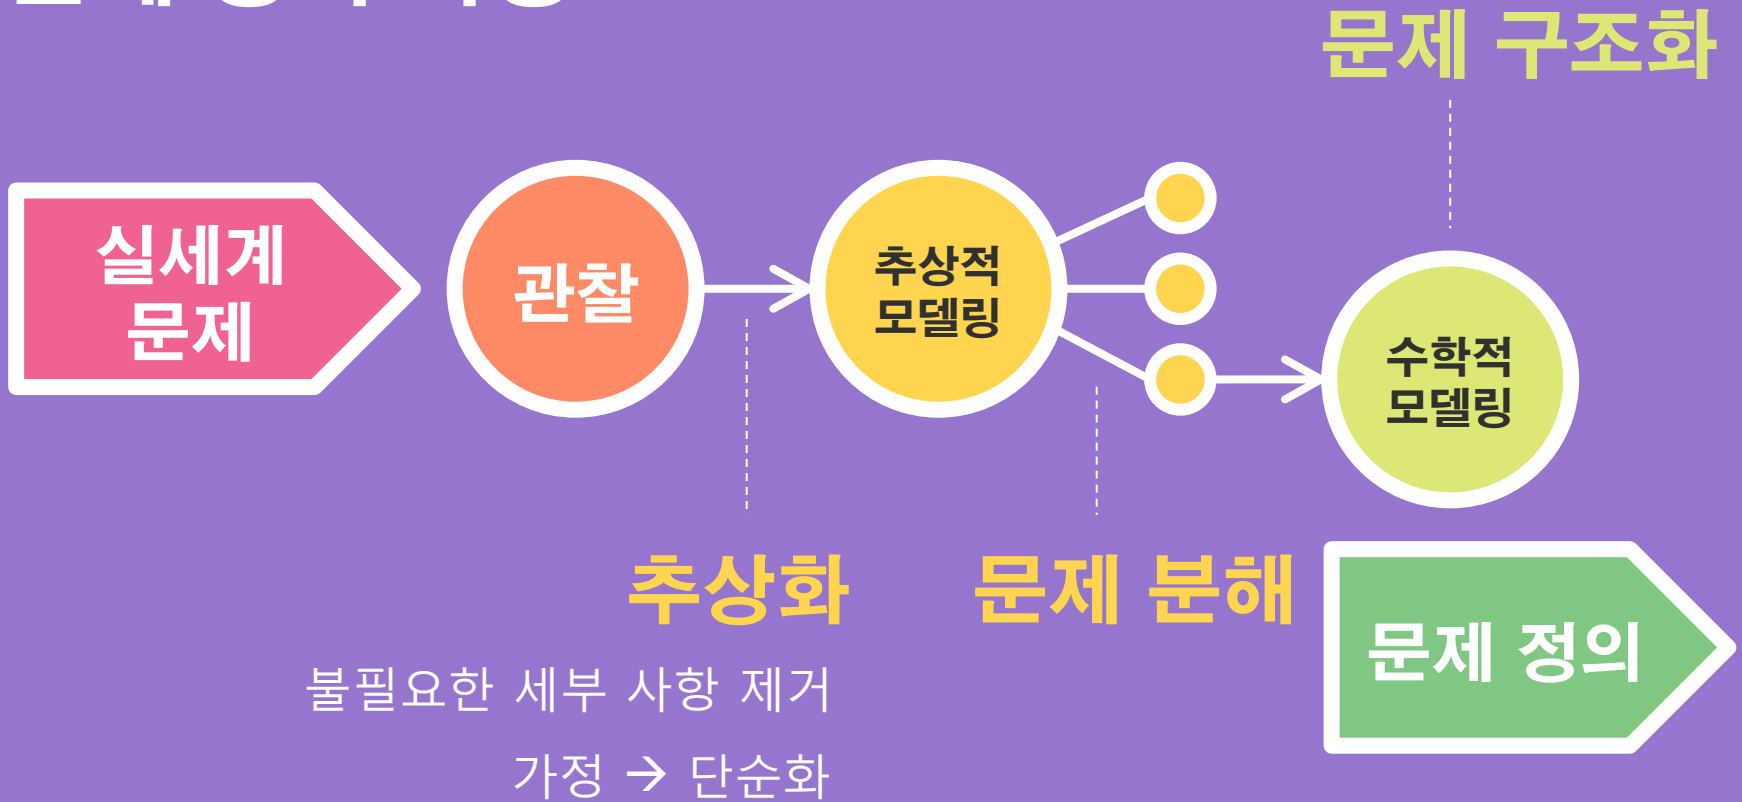 문제 구조화
실세계
문제
관찰
추상적
모델링
수학적
모델링
추상화
문제 분해
불필요한 세부 사항 제거
가정 → 단순화
문제 정의